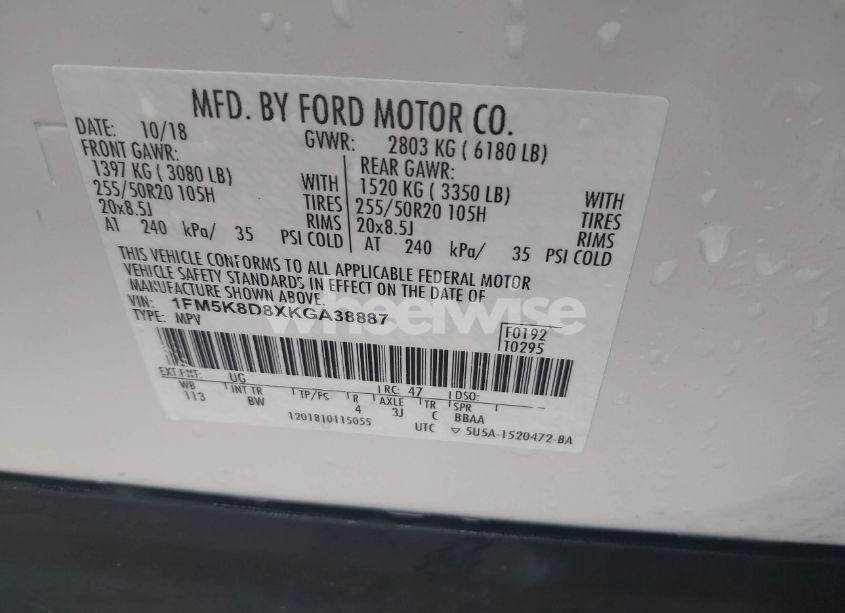 MFD. BY FORD MOTOR CO.
DATE: 10/18 GVWR: 2803 KG ( 6180 LB)
FRONT GAWR: REAR GAWR:
1397 KG ( 3080 LB) WITH 1520 KG ( 3350 LB) WITH
255/50R20 105H TIRES 255/50R20 105H TIRES
20x8.5J RIMS 20x8.5J RIMS
AT 240 kPa/ 35 PSI COLD AT 240 kPa/ 35 PSI COLD
THIS VEHICLE CONFORMS TO ALL APPLICABLE FEDERAL MOTOR
VEHICLE SAFETY STANDARDS IN EFFECT ON THE DATE OF
MANUFACTURE SHOWN ABOVE.
VIN: 1FM5K8D8XKGA38887
TYPE: MPV
wheelwise
F0192
T0295
EXT PNT: UG RC: 47 DSO:
WB INT TR TP/PS R AXLE TR SPR
113 BW 4 3J C BBAA
1201810115055 UTC ▽ 5U5A-1520472-BA